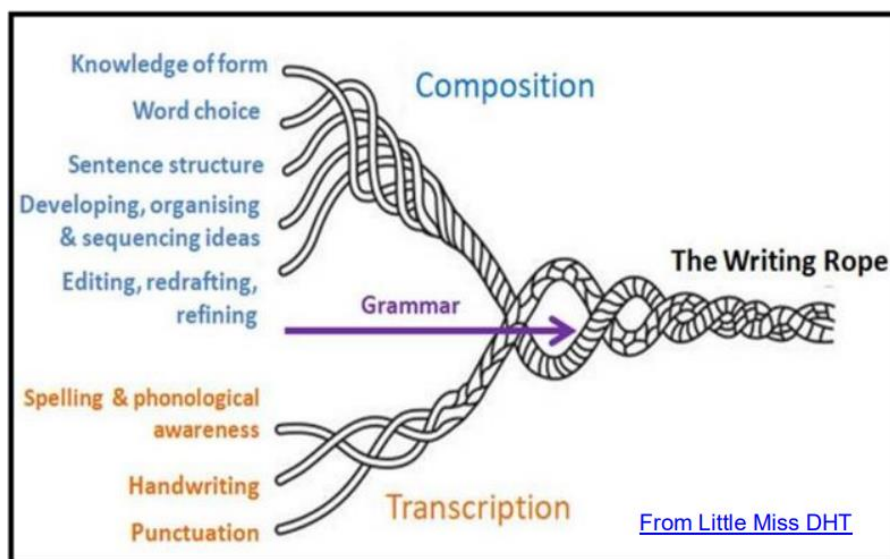 Knowledge of form
Composition
Word choice
Sentence structure
Developing, organising
& sequencing ideas
The Writing Rope
Editing, redrafting,
refining
Grammar
Spelling & phonological
awareness
Handwriting
Transcription
Punctuation
From Little Miss DHT